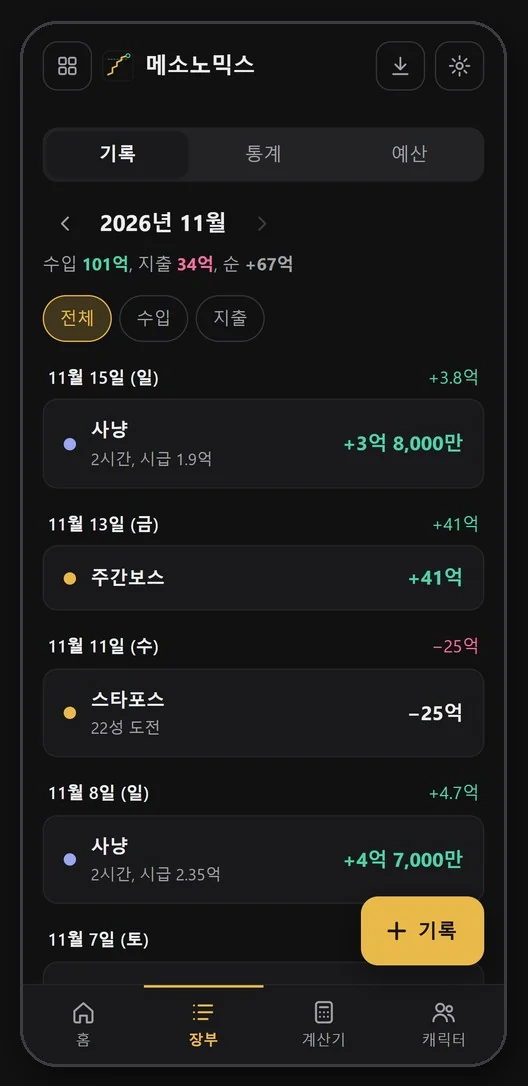 메소노믹스
기록 통계 예산
2026년 11월
수입 101억, 지출 34억, 순 +67억
전체 수입 지출
11월 15일 (일) +3.8억
사냥
+3억 8,000만
2시간, 시급 1.9억
11월 13일 (금) +41억
주간보스 +41억
11월 11일 (수) −25억
스타포스
−25억
22성 도전
11월 8일 (일) +4.7억
사냥
+4억 7,000만
2시간, 시급 2.35억
11월 7일 (토)
+ 기록
홈 장부 계산기 캐릭터